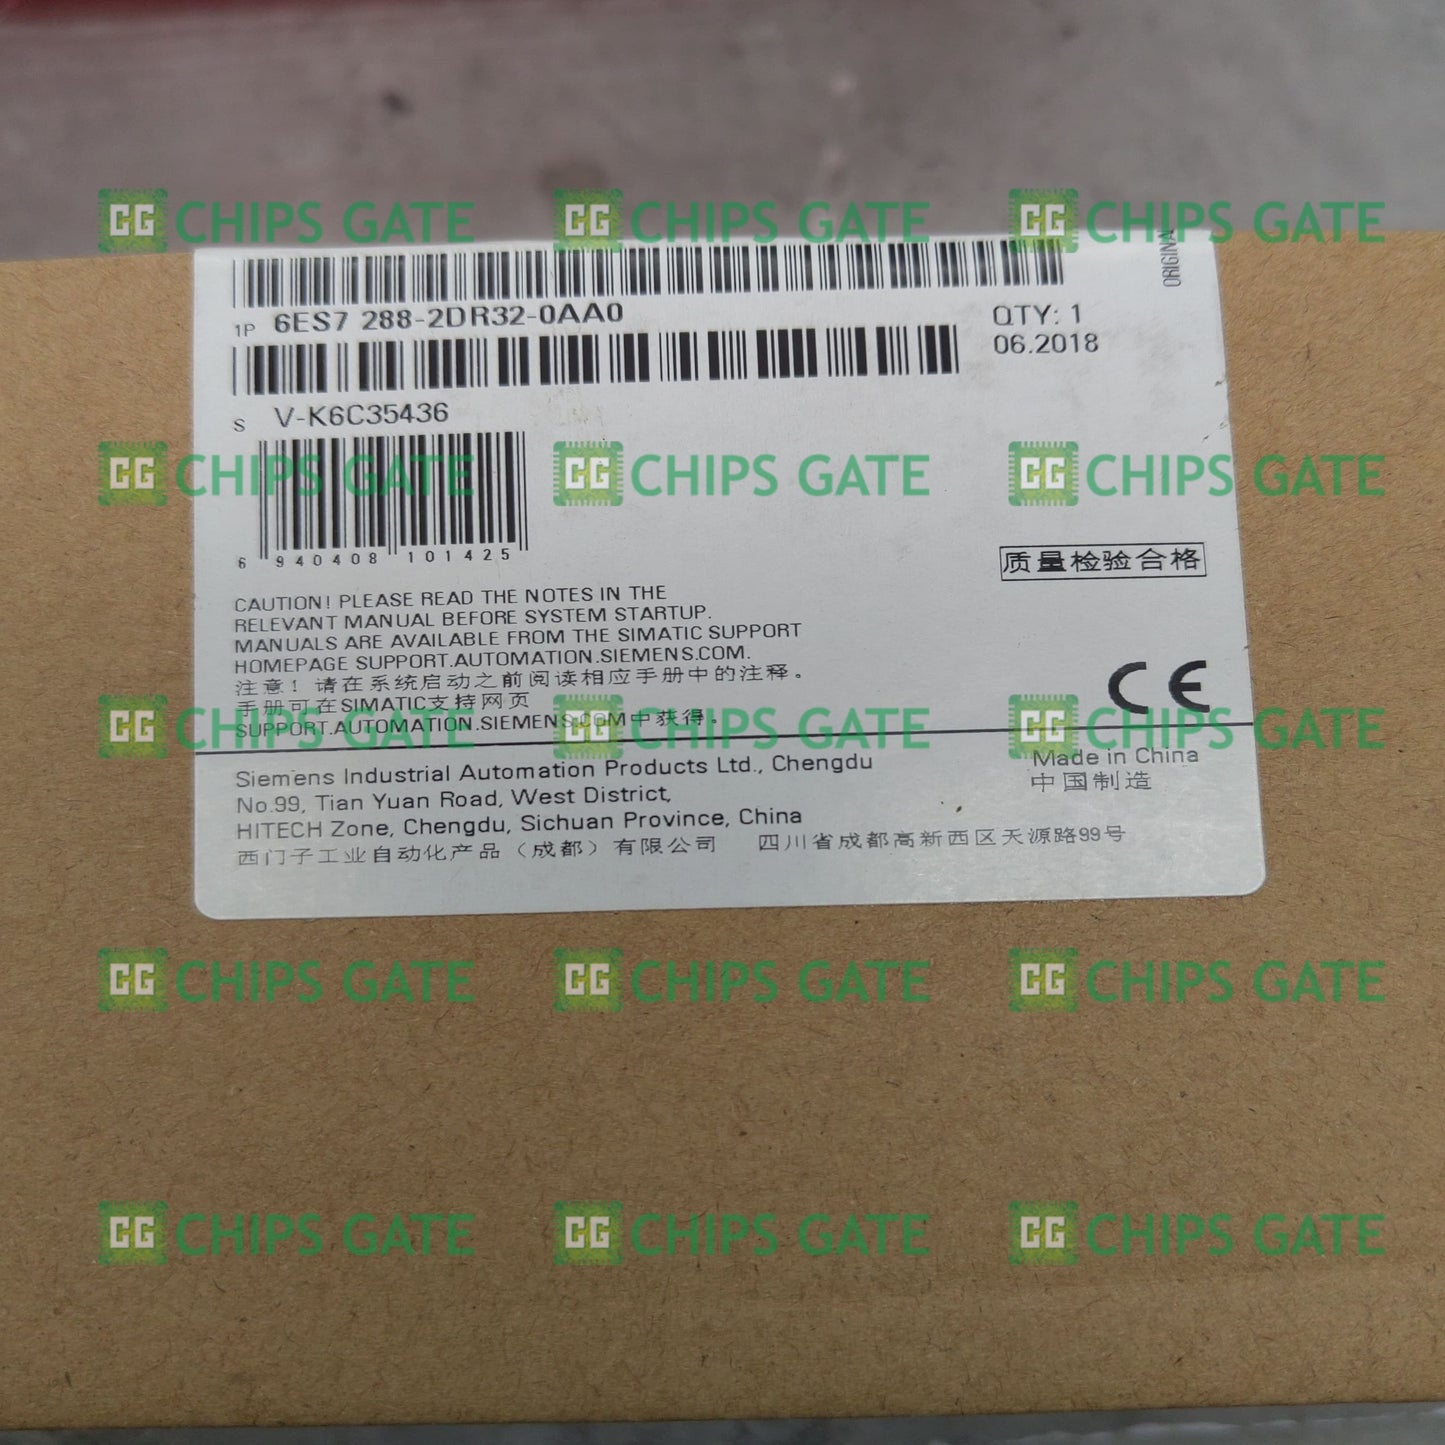 CG CHIPS GATE CG CHIPS GATE CG CHIPS GATE
ORIGINAL
1P 6ES7 288-2DR32-0AA0
QTY: 1
06.2018
S V-K6C35436
CG CHIPS GATE CG CHIPS GATE CG CHIPS GATE
6 940408 101425
质量检验合格
CAUTION! PLEASE READ THE NOTES IN THE
RELEVANT MANUAL BEFORE SYSTEM STARTUP.
MANUALS ARE AVAILABLE FROM THE SIMATIC SUPPORT
HOMEPAGE SUPPORT.AUTOMATION.SIEMENS.COM.
注意！请在系统启动之前阅读相应手册中的注释。
手册可在SIMATIC支持网页
SUPPORT.AUTOMATION.SIEMENS.COM中获得。
CE
CG CHIPS GATE CG CHIPS GATE CG CHIPS GATE
Siemens Industrial Automation Products Ltd., Chengdu
No.99, Tian Yuan Road, West District,
HITECH Zone, Chengdu, Sichuan Province, China
西门子工业自动化产品（成都）有限公司 四川省成都高新西区天源路99号
Made in China
中国制造
CG CHIPS GATE CG CHIPS GATE CG CHIPS GATE
CG CHIPS GATE CG CHIPS GATE CG CHIPS GATE